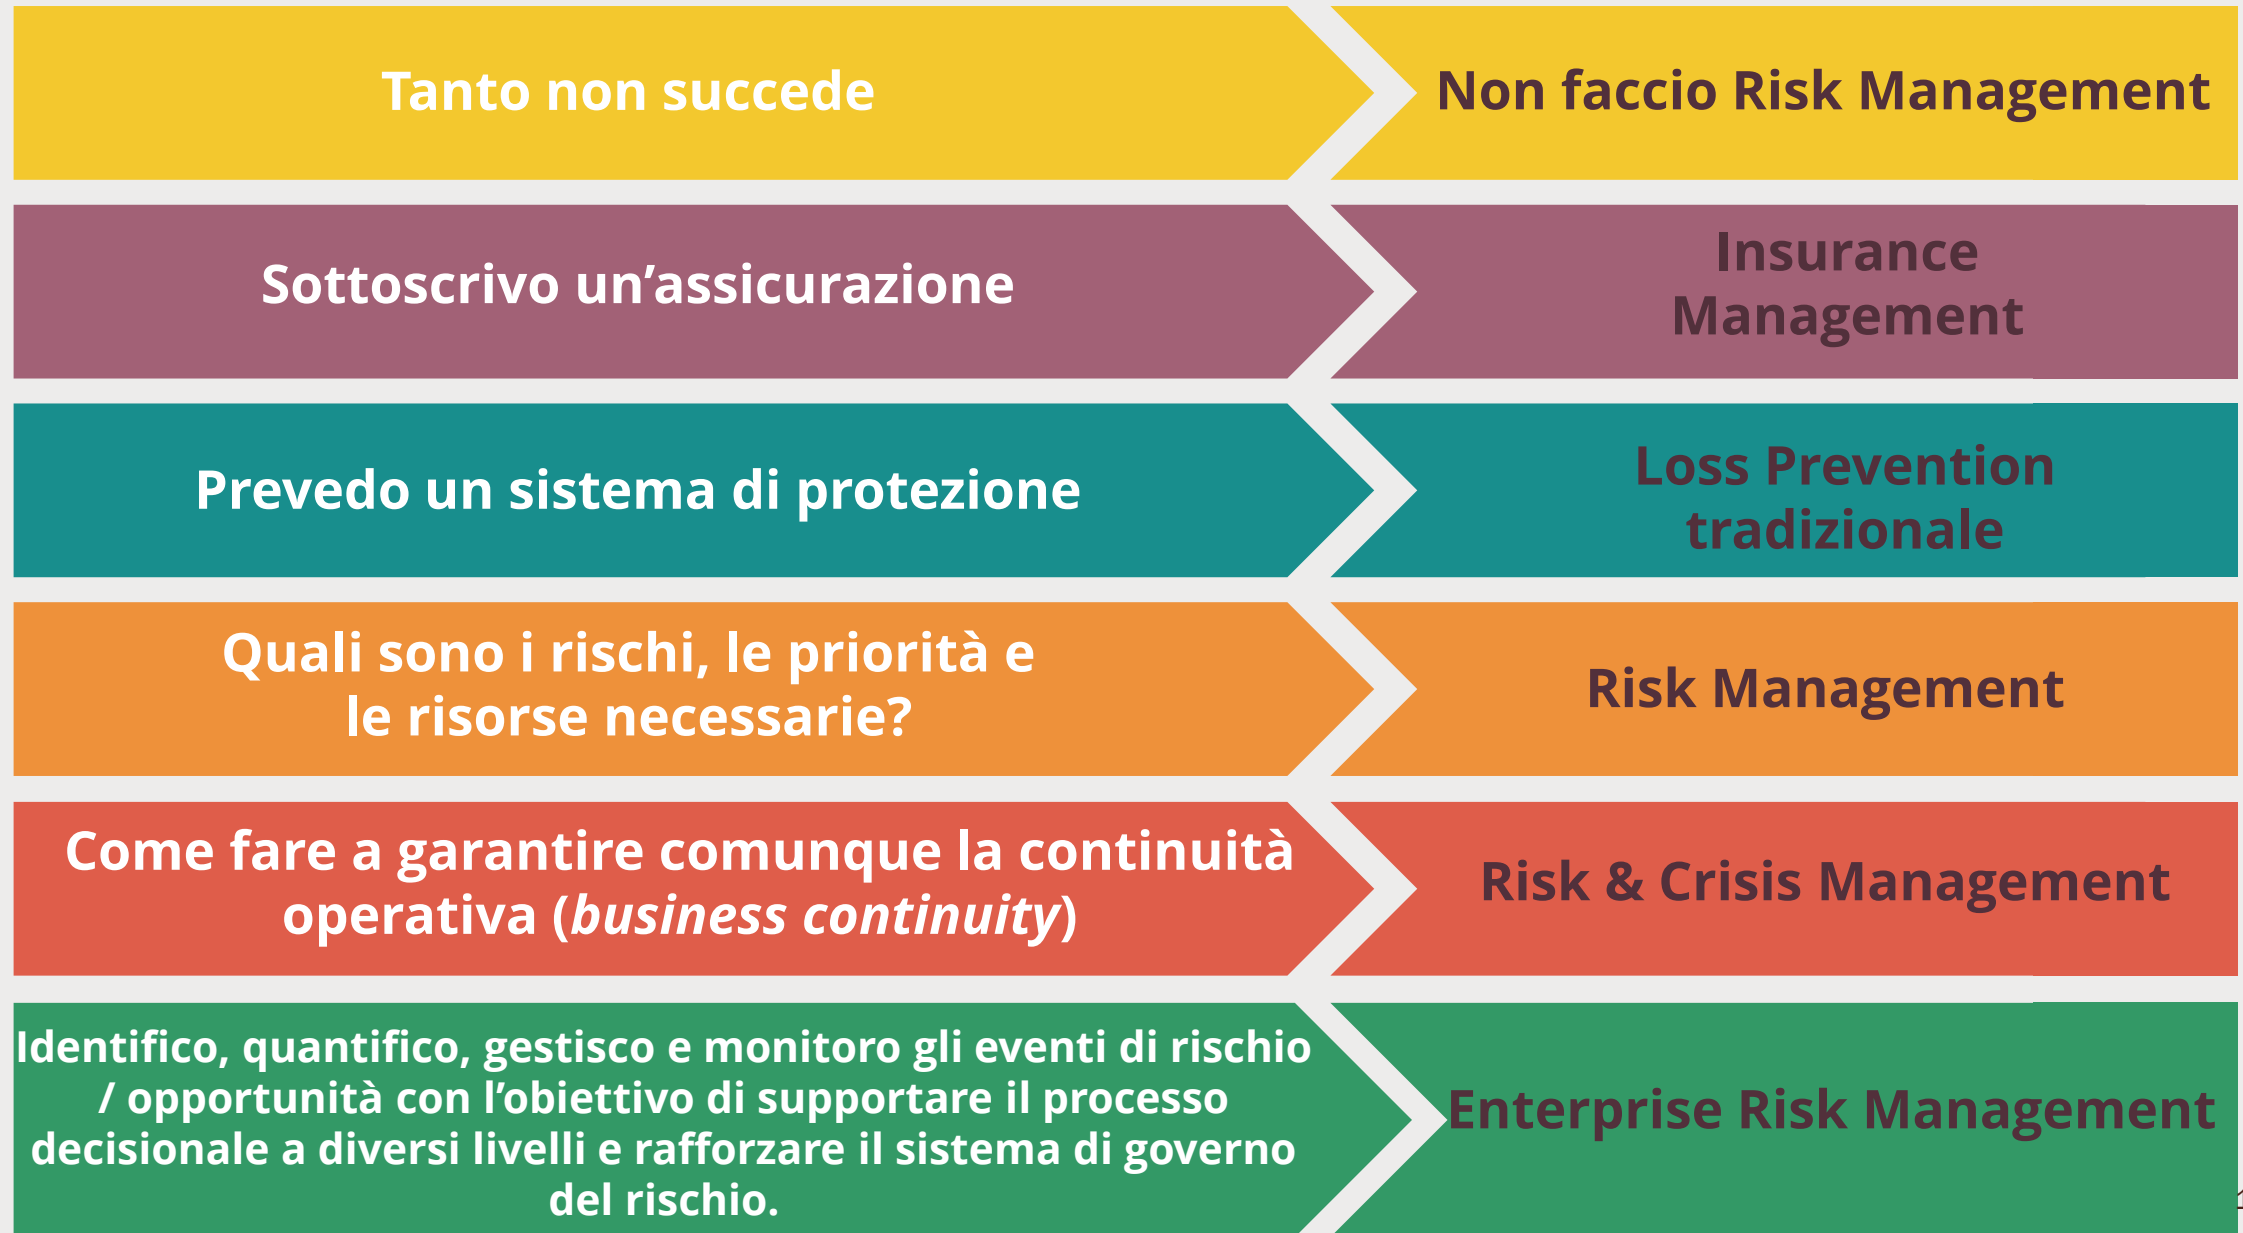 Tanto non succede
Non faccio Risk Management
Sottoscrivo un’assicurazione
Insurance
Management
Prevedo un sistema di protezione
Loss Prevention
tradizionale
Quali sono i rischi, le priorità e
le risorse necessarie?
Risk Management
Come fare a garantire comunque la continuità
operativa (business continuity)
Risk & Crisis Management
Identifico, quantifico, gestisco e monitoro gli eventi di rischio
/ opportunità con l’obiettivo di supportare il processo
decisionale a diversi livelli e rafforzare il sistema di governo
del rischio.
Enterprise Risk Management